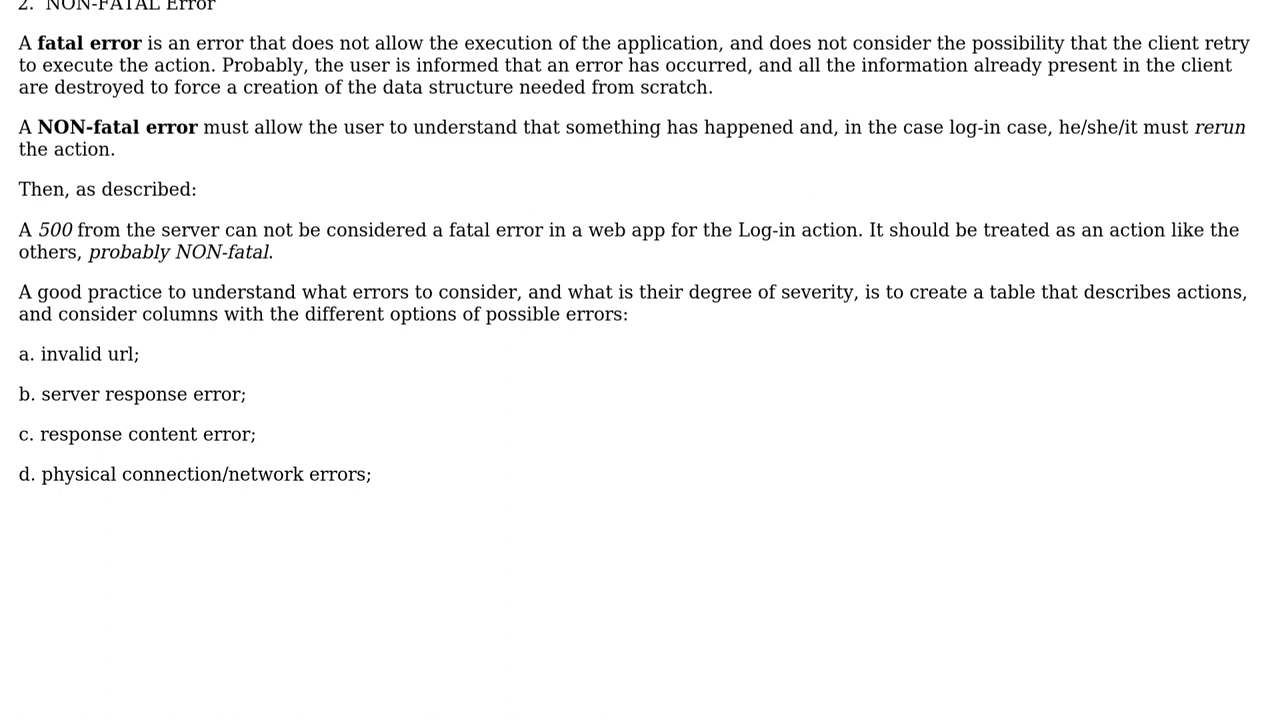 2. NON-FATAL Error
A fatal error is an error that does not allow the execution of the application, and does not consider the possibility that the client retry
to execute the action. Probably, the user is informed that an error has occurred, and all the information already present in the client
are destroyed to force a creation of the data structure needed from scratch.
A NON-fatal error must allow the user to understand that something has happened and, in the case log-in case, he/she/it must rerun
the action.
Then, as described:
A 500 from the server can not be considered a fatal error in a web app for the Log-in action. It should be treated as an action like the
others, probably NON-fatal.
A good practice to understand what errors to consider, and what is their degree of severity, is to create a table that describes actions,
and consider columns with the different options of possible errors:
a. invalid url;
b. server response error;
c. response content error;
d. physical connection/network errors;